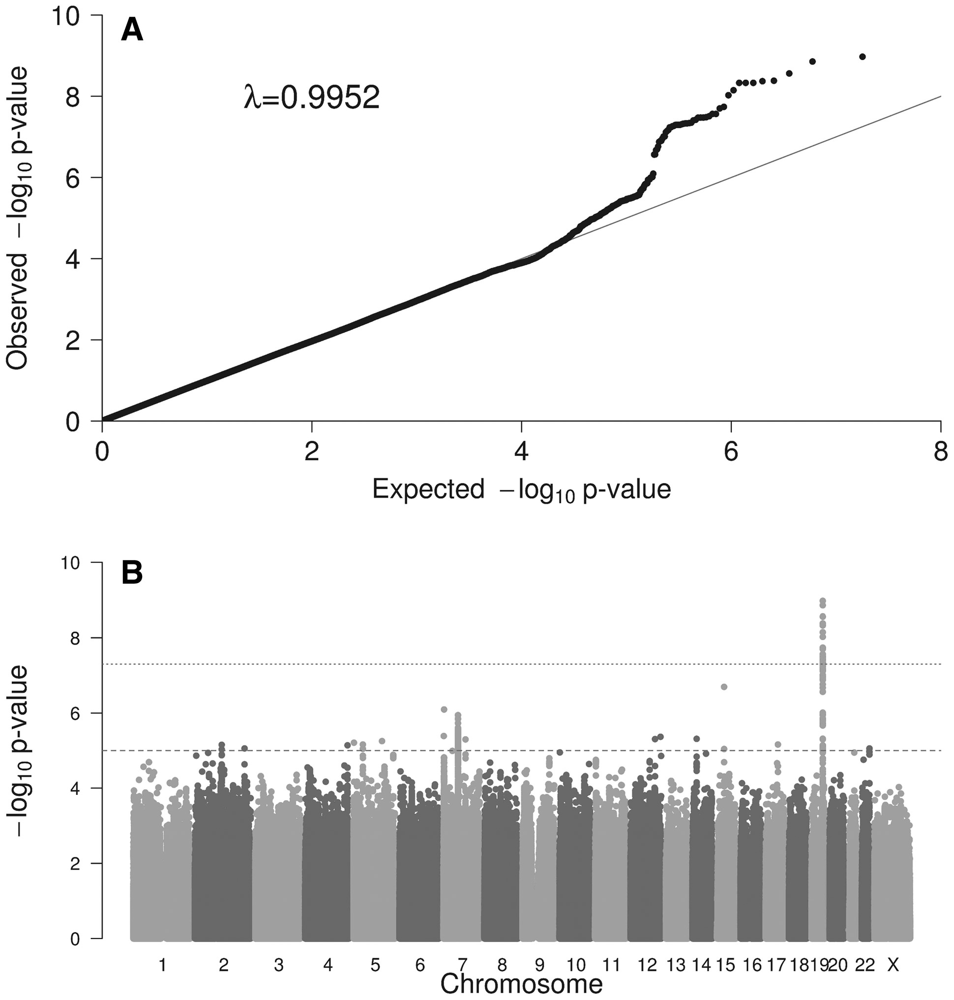 A
10
8
6
4
2
0
Observed −log10 p-value
λ=0.9952
0 2 4 6 8
Expected −log10 p-value
B
10
8
6
4
2
0
−log10 p-value
1 2 3 4 5 6 7 8 9 10 11 12 13 14 15 16 17 18 19 20 22 X
Chromosome